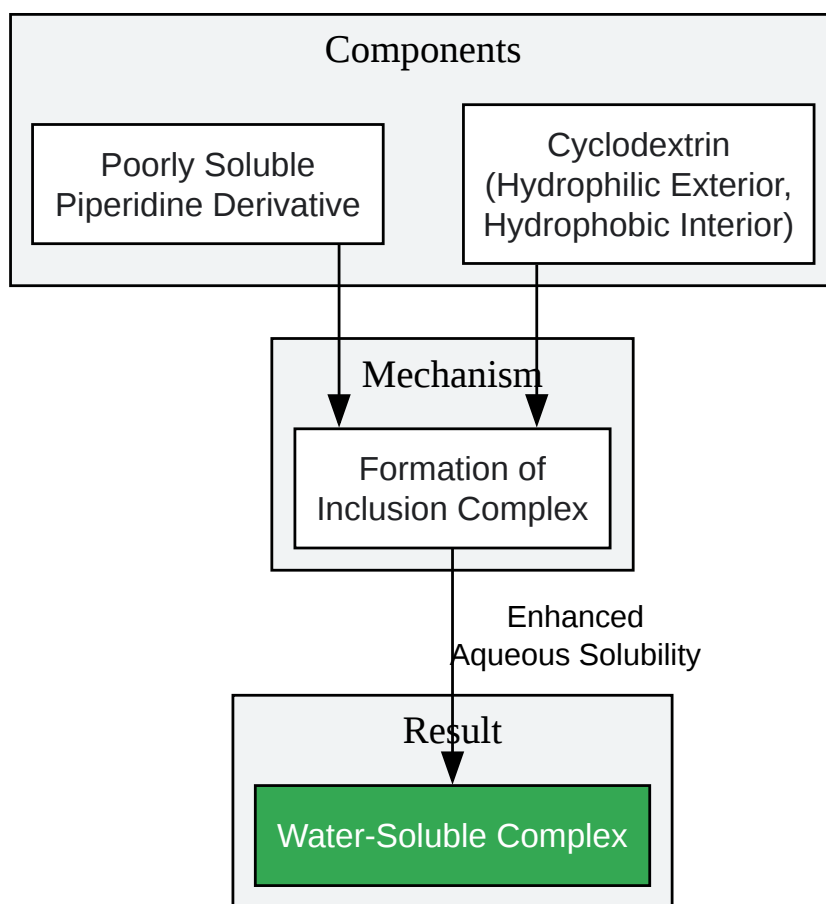 Components
Poorly Soluble
Piperidine Derivative
Cyclodextrin
(Hydrophilic Exterior,
Hydrophobic Interior)
Mechanism
Formation of
Inclusion Complex
Enhanced
Aqueous Solubility
Result
Water-Soluble Complex